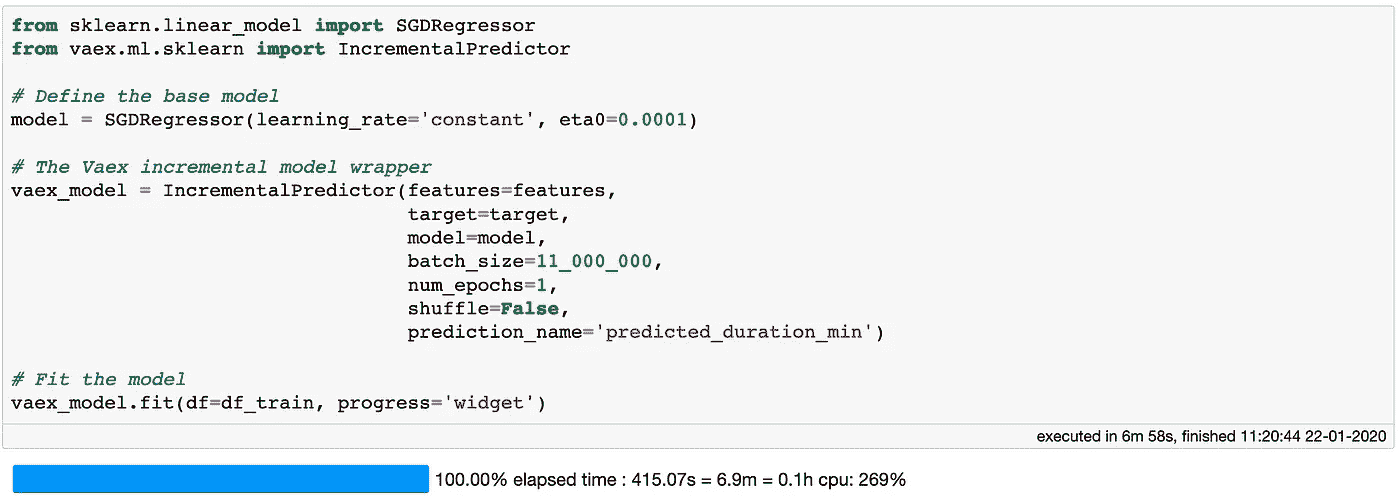 from sklearn.linear_model import SGDRegressor
from vaex.ml.sklearn import IncrementalPredictor

# Define the base model
model = SGDRegressor(learning_rate='constant', eta0=0.0001)

# The Vaex incremental model wrapper
vaex_model = IncrementalPredictor(features=features,
                                  target=target,
                                  model=model,
                                  batch_size=11_000_000,
                                  num_epochs=1,
                                  shuffle=False,
                                  prediction_name='predicted_duration_min')

# Fit the model
vaex_model.fit(df=df_train, progress='widget')
executed in 6m 58s, finished 11:20:44 22-01-2020
100.00% elapsed time : 415.07s = 6.9m = 0.1h cpu: 269%